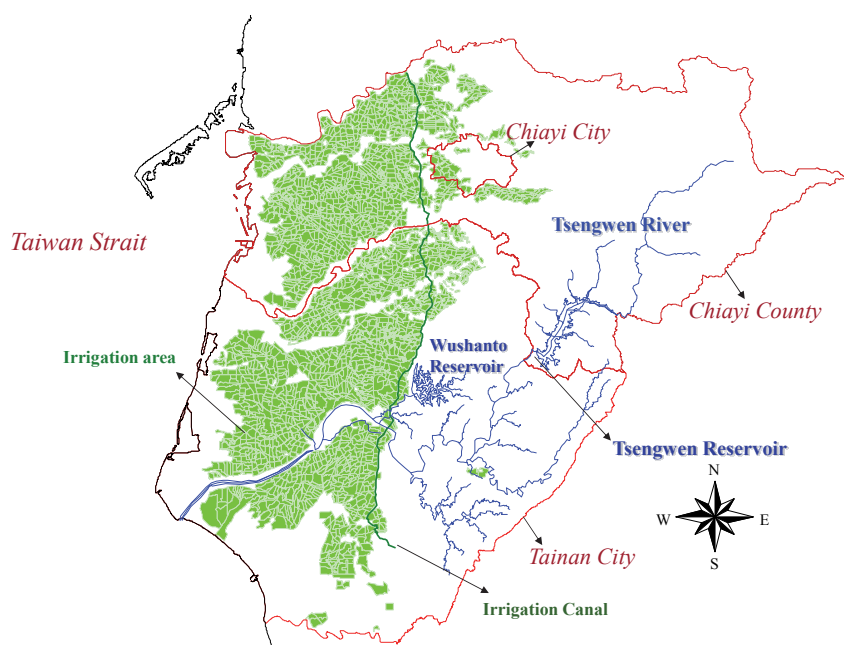 Chiayi City
Taiwan Strait
Tsengwen River
Chiayi County
Irrigation area
Wushanto
Reservoir
Tsengwen Reservoir
N
W
E
S
Tainan City
Irrigation Canal